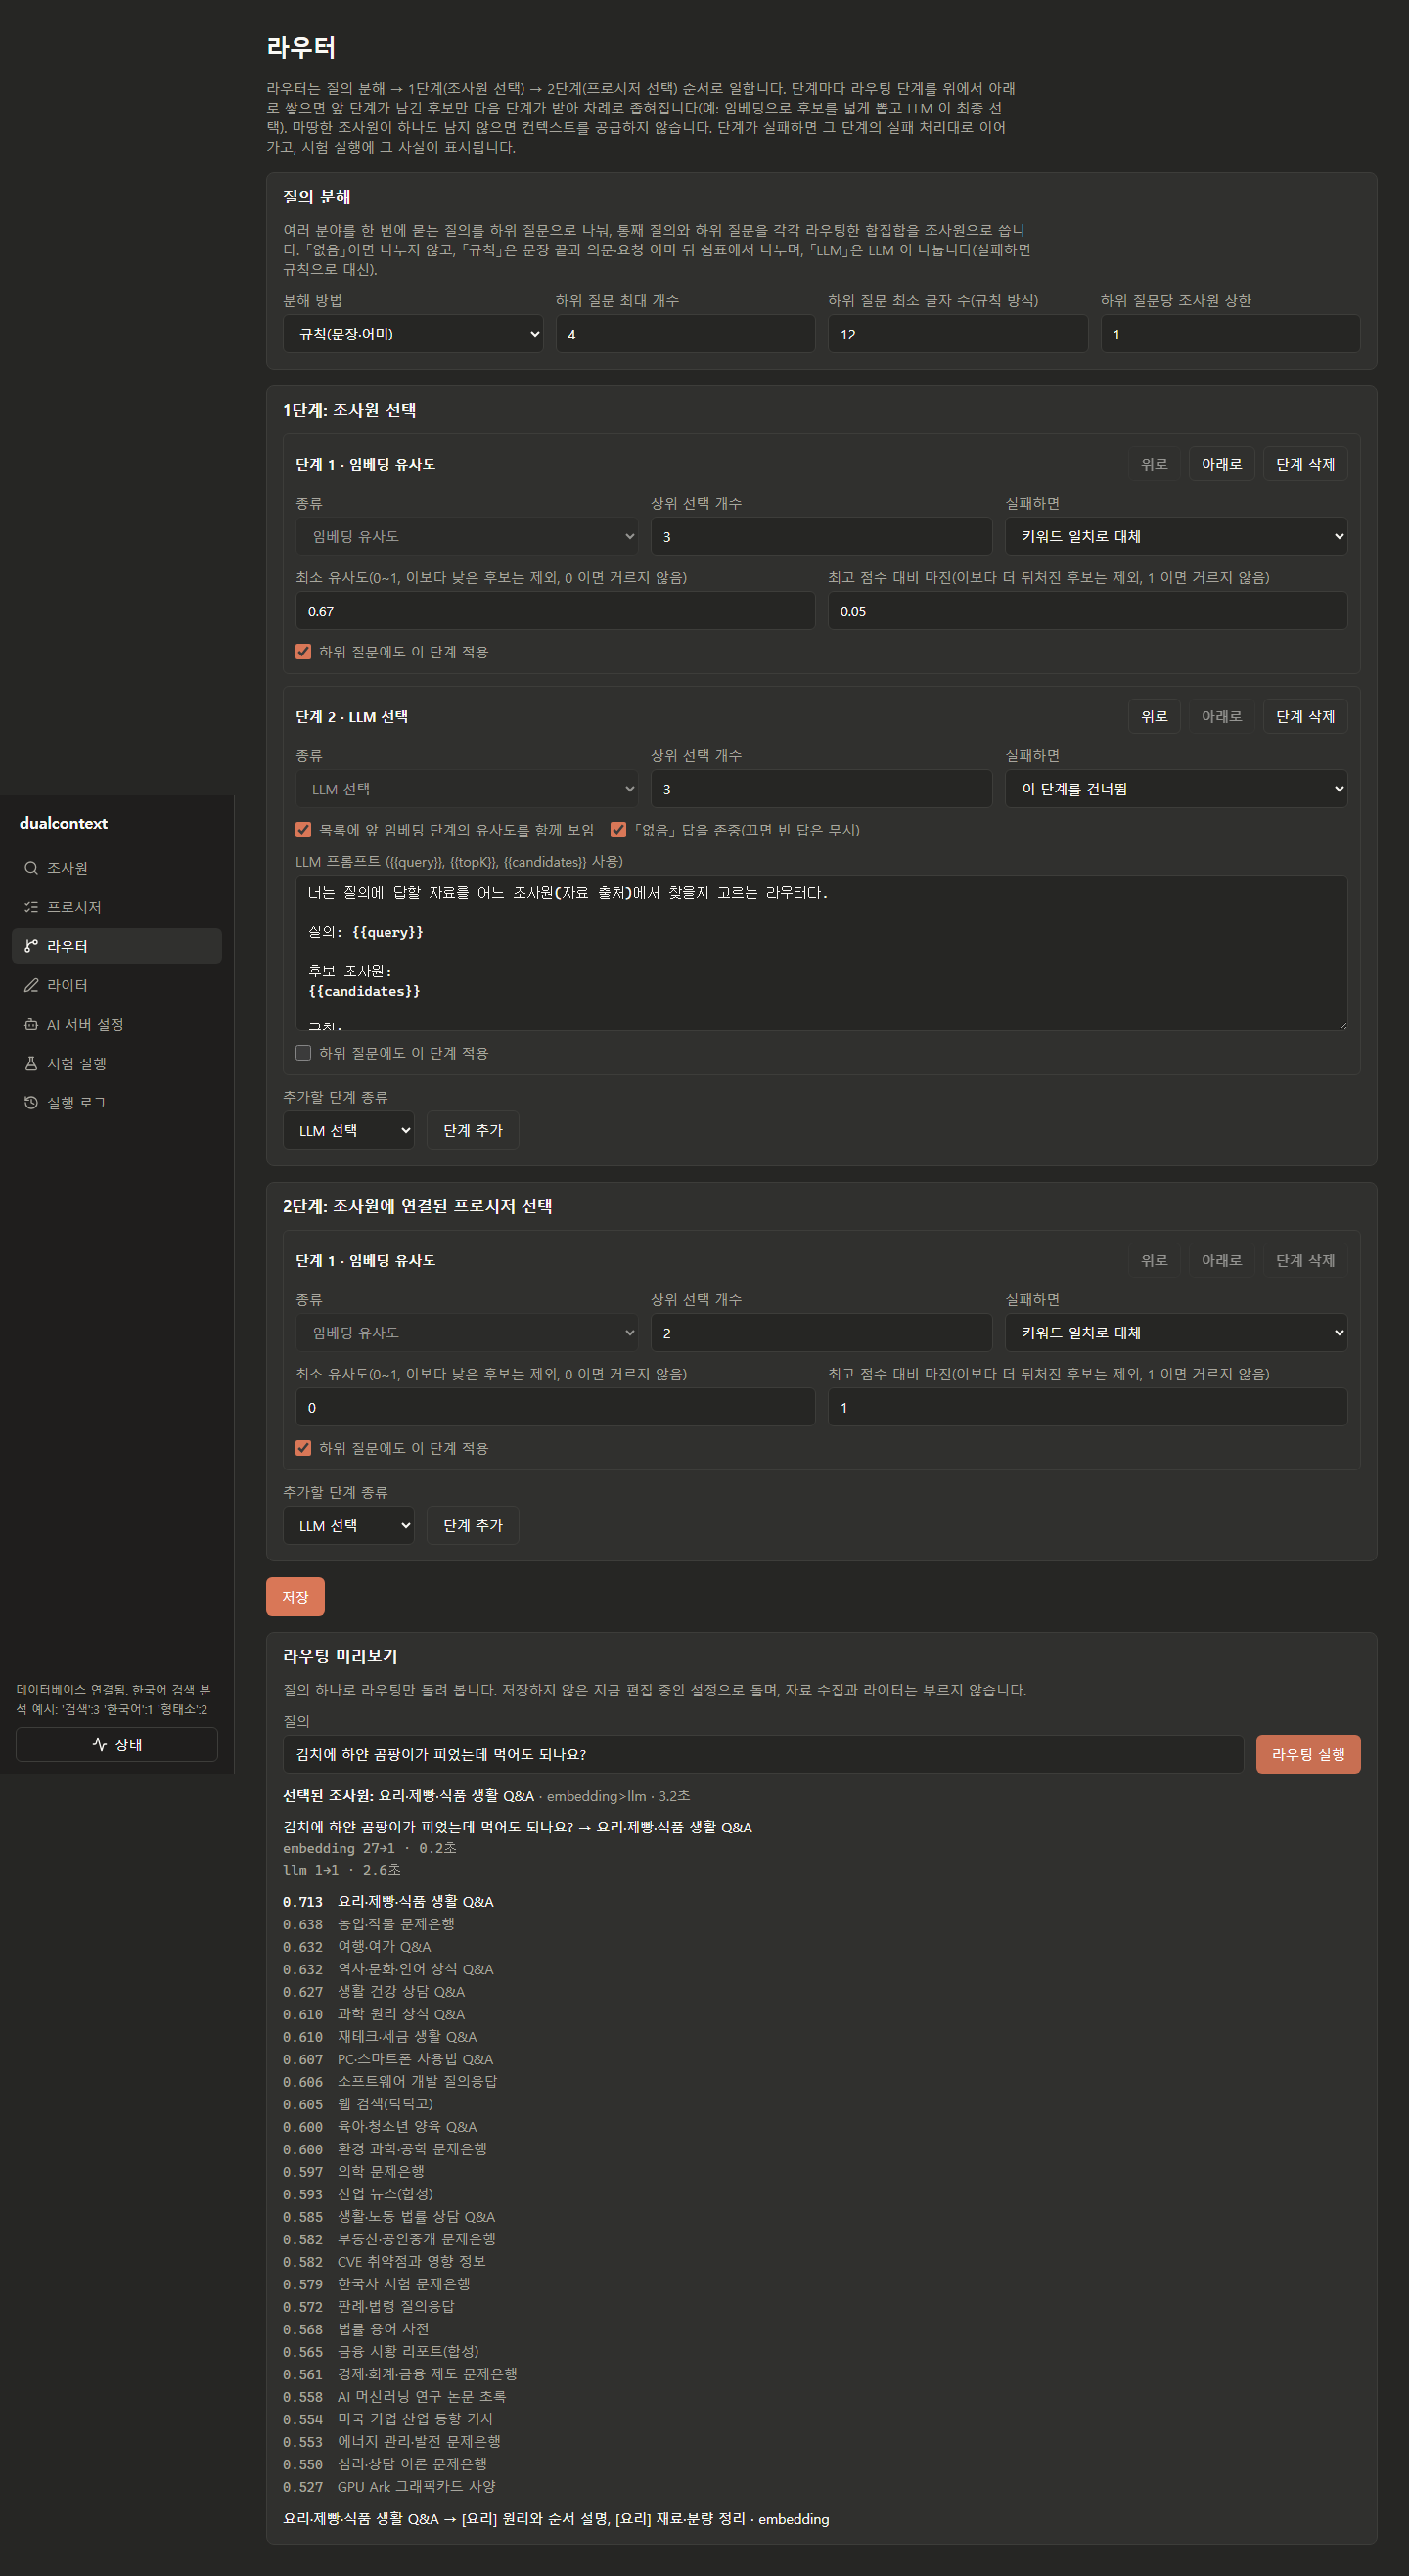 라우터
라우터는 질의 분해 → 1단계(조사원 선택) → 2단계(프로시저 선택) 순서로 일합니다. 단계마다 라우팅 단계를 위에서 아래
로 쌓으면 앞 단계가 남긴 후보만 다음 단계가 받아 차례로 좁혀집니다(예: 임베딩으로 후보를 넓게 뽑고 LLM 이 최종 선
택). 마땅한 조사원이 하나도 남지 않으면 컨텍스트를 공급하지 않습니다. 단계가 실패하면 그 단계의 실패 처리대로 이어
가고, 시험 실행에 그 사실이 표시됩니다.
질의 분해
여러 분야를 한 번에 묻는 질의를 하위 질문으로 나눠, 통째 질의와 하위 질문을 각각 라우팅한 합집합을 조사원으로 씁니
다. 「없음」이면 나누지 않고, 「규칙」은 문장 끝과 의문·요청 어미 뒤 쉼표에서 나누며, 「LLM」은 LLM 이 나눕니다(실패하면
규칙으로 대신).
분해 방법 하위 질문 최대 개수 하위 질문 최소 글자 수(규칙 방식) 하위 질문당 조사원 상한
규칙(문장·어미) 4 12 1
1단계: 조사원 선택
단계 1 · 임베딩 유사도 위로 아래로 단계 삭제
종류 상위 선택 개수 실패하면
임베딩 유사도 3 키워드 일치로 대체
최소 유사도(0~1, 이보다 낮은 후보는 제외, 0 이면 거르지 않음) 최고 점수 대비 마진(이보다 더 뒤처진 후보는 제외, 1 이면 거르지 않음)
0.67 0.05
하위 질문에도 이 단계 적용
단계 2 · LLM 선택 위로 아래로 단계 삭제
종류 상위 선택 개수 실패하면
LLM 선택 3 이 단계를 건너뜀
목록에 앞 임베딩 단계의 유사도를 함께 보임 「없음」 답을 존중(끄면 빈 답은 무시)
LLM 프롬프트 ({{query}}, {{topK}}, {{candidates}} 사용)
너는 질의에 답할 자료를 어느 조사원(자료 출처)에서 찾을지 고르는 라우터다.
질의: {{query}}
후보 조사원:
{{candidates}}
규칙:
하위 질문에도 이 단계 적용
추가할 단계 종류
LLM 선택 단계 추가
2단계: 조사원에 연결된 프로시저 선택
단계 1 · 임베딩 유사도 위로 아래로 단계 삭제
종류 상위 선택 개수 실패하면
임베딩 유사도 2 키워드 일치로 대체
최소 유사도(0~1, 이보다 낮은 후보는 제외, 0 이면 거르지 않음) 최고 점수 대비 마진(이보다 더 뒤처진 후보는 제외, 1 이면 거르지 않음)
0 1
하위 질문에도 이 단계 적용
추가할 단계 종류
LLM 선택 단계 추가
저장
라우팅 미리보기
질의 하나로 라우팅만 돌려 봅니다. 저장하지 않은 지금 편집 중인 설정으로 돌며, 자료 수집과 라이터는 부르지 않습니다.
질의
김치에 하얀 곰팡이가 피었는데 먹어도 되나요? 라우팅 실행
선택된 조사원: 요리·제빵·식품 생활 Q&A · embedding>llm · 3.2초
김치에 하얀 곰팡이가 피었는데 먹어도 되나요? → 요리·제빵·식품 생활 Q&A
embedding 27→1 · 0.2초
llm 1→1 · 2.6초
0.713 요리·제빵·식품 생활 Q&A
0.638 농업·작물 문제은행
0.632 여행·여가 Q&A
0.632 역사·문화·언어 상식 Q&A
0.627 생활 건강 상담 Q&A
0.610 과학 원리 상식 Q&A
0.610 재테크·세금 생활 Q&A
0.607 PC·스마트폰 사용법 Q&A
0.606 소프트웨어 개발 질의응답
0.605 웹 검색(덕덕고)
0.600 육아·청소년 양육 Q&A
0.600 환경 과학·공학 문제은행
0.597 의학 문제은행
0.593 산업 뉴스(합성)
0.585 생활·노동 법률 상담 Q&A
0.582 부동산·공인중개 문제은행
0.582 CVE 취약점과 영향 정보
0.579 한국사 시험 문제은행
0.572 판례·법령 질의응답
0.568 법률 용어 사전
0.565 금융 시황 리포트(합성)
0.561 경제·회계·금융 제도 문제은행
0.558 AI 머신러닝 연구 논문 초록
0.554 미국 기업 산업 동향 기사
0.553 에너지 관리·발전 문제은행
0.550 심리·상담 이론 문제은행
0.527 GPU Ark 그래픽카드 사양
요리·제빵·식품 생활 Q&A → [요리] 원리와 순서 설명, [요리] 재료·분량 정리 · embedding
dualcontext
조사원
프로시저
라우터
라이터
AI 서버 설정
시험 실행
실행 로그
데이터베이스 연결됨. 한국어 검색 분
석 예시: '검색':3 '한국어':1 '형태소':2
상태